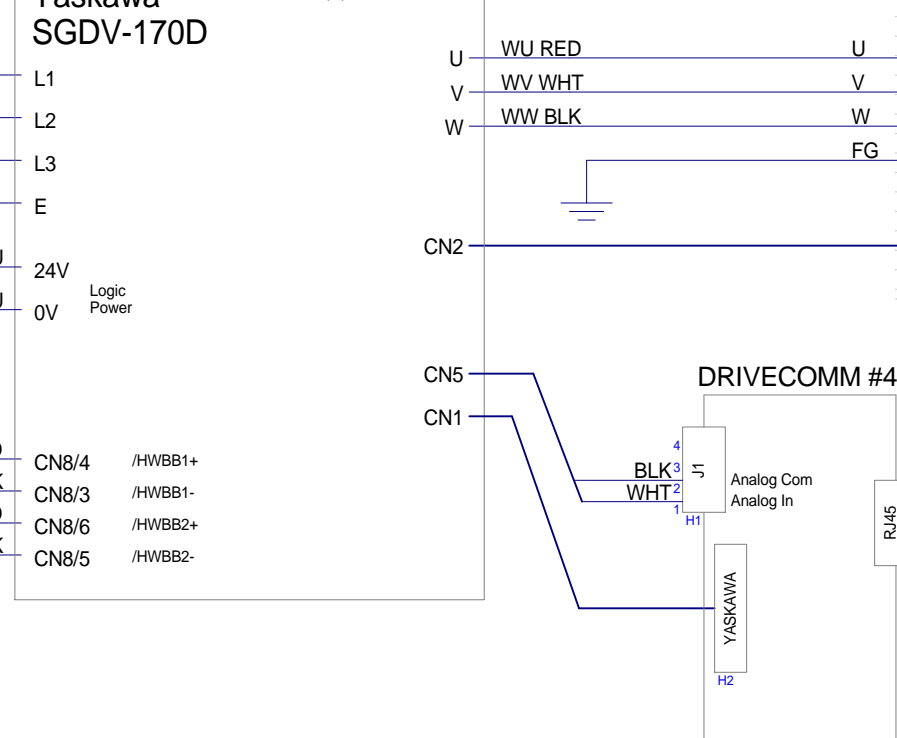 Yaskawa
SGDV-170D
L1
L2
L3
E
24V
0V
Logic
Power
CN8/4 /HWBB1+
CN8/3 /HWBB1-
CN8/6 /HWBB2+
CN8/5 /HWBB2-
U WU RED U
V WV WHT V
W WW BLK W
FG
CN2
CN5
CN1
DRIVECOMM #4
4
BLK 3
WHT 2
1
J1
H1
Analog Com
Analog In
RJ45
YASKAWA
H2